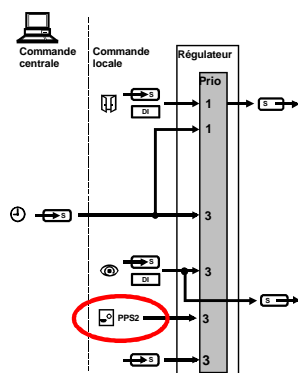 Commande centrale
Commande locale
Régulateur
Prio
S
DI
1
S
1
S
3
S
DI
3
S
PPS2
3
S
3